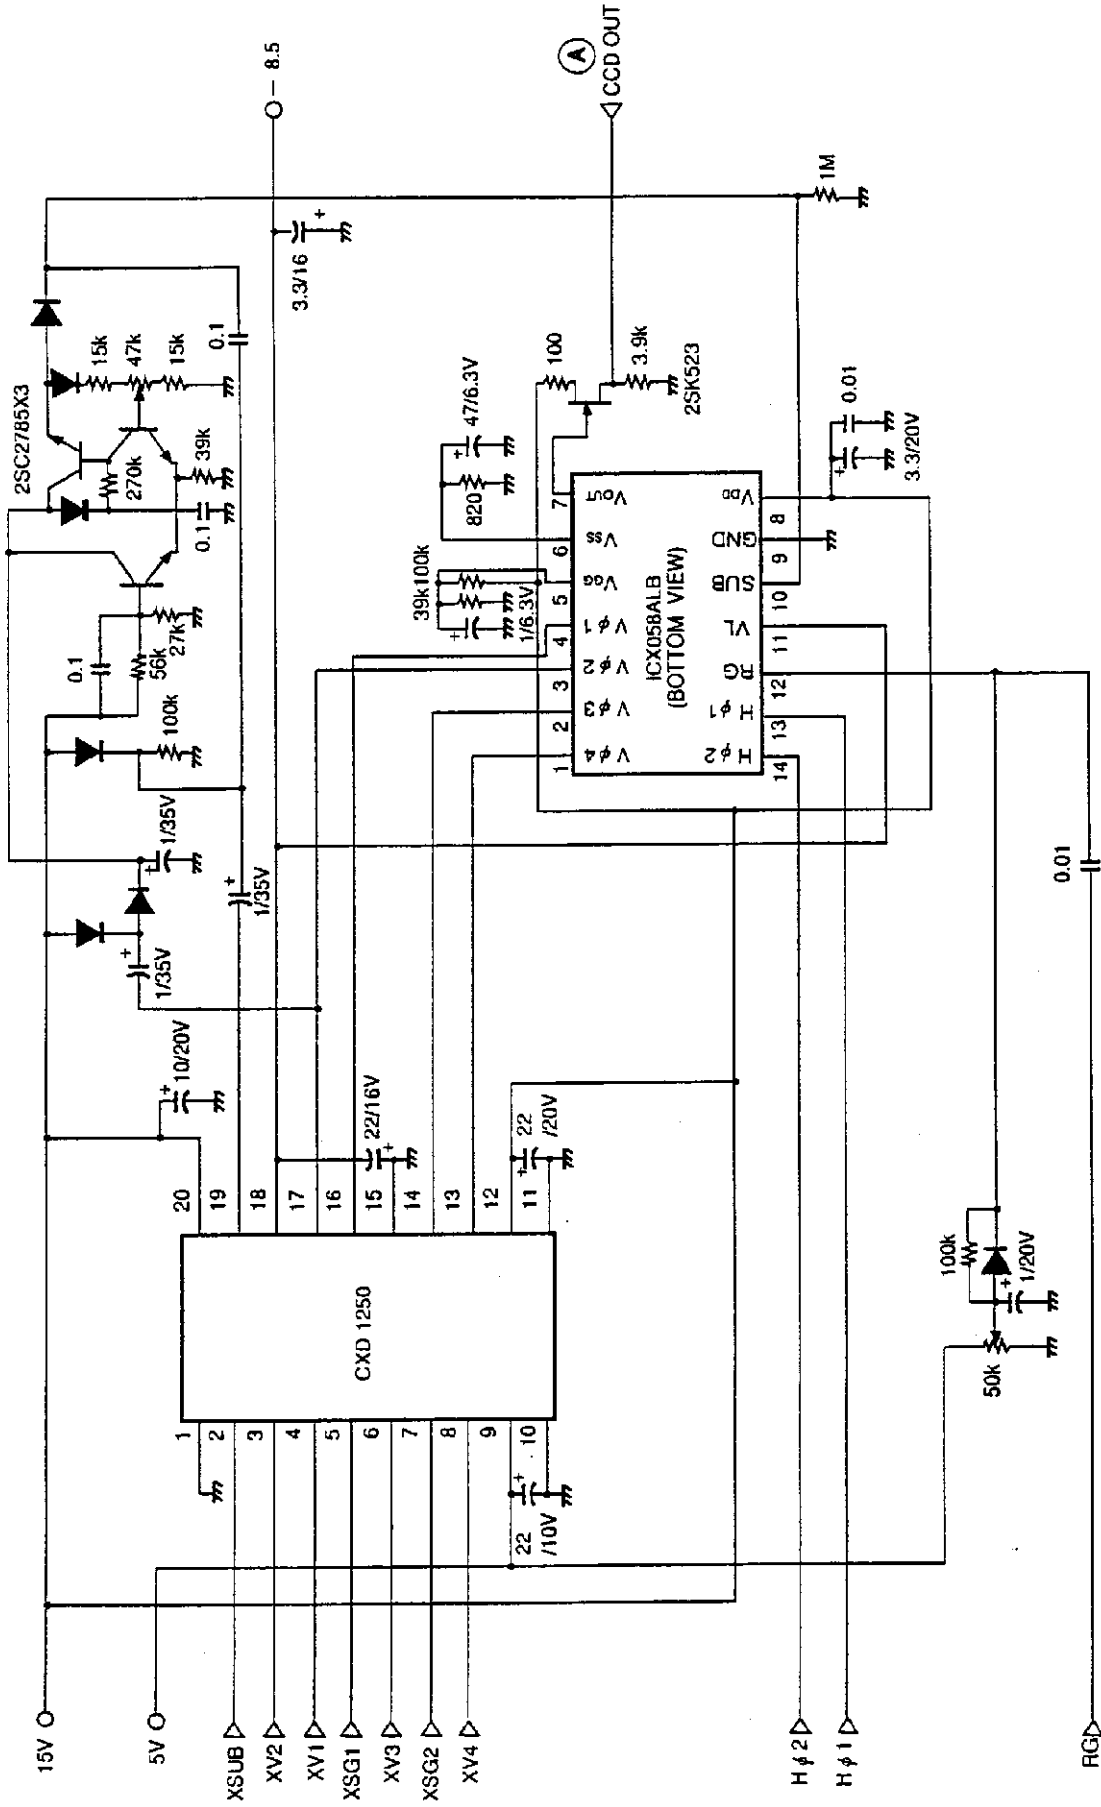 15V
5V
XSUB
XV2
XV1
XSG1
XV3
XSG2
XV4
Hφ2
Hφ1
RG
CXD 1250
1
2
3
4
5
6
7
8
9
10
20
19
18
17
16
15
14
13
12
11
22
/10V
10/20V
22/16V
22
/20V
1/35V
1/35V
1/35V
100k
0.1
56k
27k
2SC2785X3
270k
0.1
39k
15k
47k
15k
0.1
- 8.5
3.3/16
A
CCD OUT
1M
100
3.9k
2SK523
47/6.3V
820
39k100k
1/6.3V
ICX058ALB
(BOTTOM VIEW)
1
2
3
4
5
6
7
Vφ4
Vφ3
Vφ2
Vφ1
VGG
VSS
VOUT
14
13
12
11
10
9
8
Hφ2
Hφ1
RG
VL
SUB
GND
VDD
0.01
3.3/20V
0.01
100k
1/20V
50k